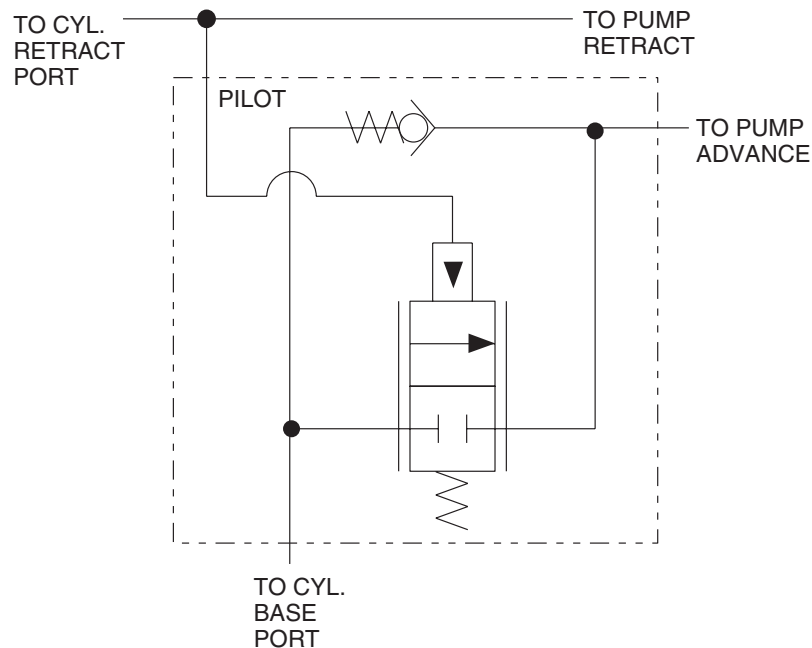 TO CYL.
RETRACT
PORT
TO PUMP
RETRACT
PILOT
TO PUMP
ADVANCE
TO CYL.
BASE
PORT